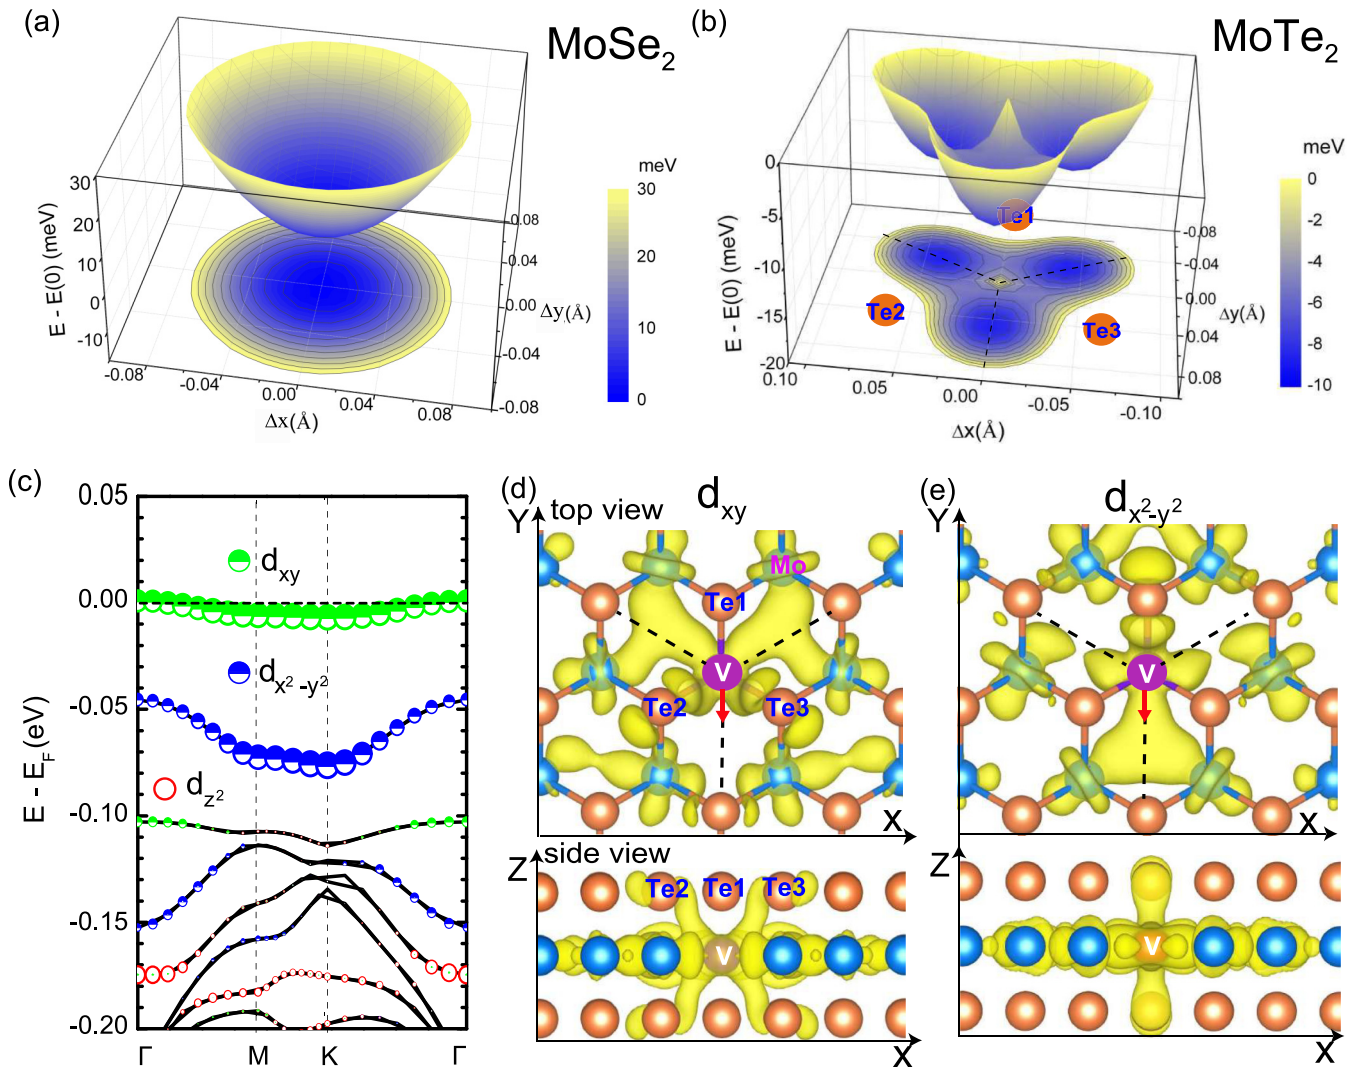 (a)
MoSe2
meV
30
20
10
0
E - E(0) (meV)
30
20
10
0
-10
-0.08
-0.04
0.00
0.04
Δx(Å)
0.08
0.04
0.00
-0.04
-0.08
Δy(Å)
(b)
MoTe2
meV
0
-2
-4
-6
-8
-10
E - E(0) (meV)
0
-5
-10
-15
-20
0.10
0.05
0.00
-0.05
-0.10
Δx(Å)
-0.08
-0.04
0.00
0.04
0.08
Δy(Å)
Te1
Te2
Te3
(c)
E - EF(eV)
0.05
0.00
-0.05
-0.10
-0.15
-0.20
dxy
dx²-y²
dz²
Γ M K Γ
(d)
dxy
Y top view
Mo
Te1
V
Te2 Te3
X
Z side view
Te2 Te1 Te3
V
X
(e)
dx²-y²
Y
V
X
Z
V
X